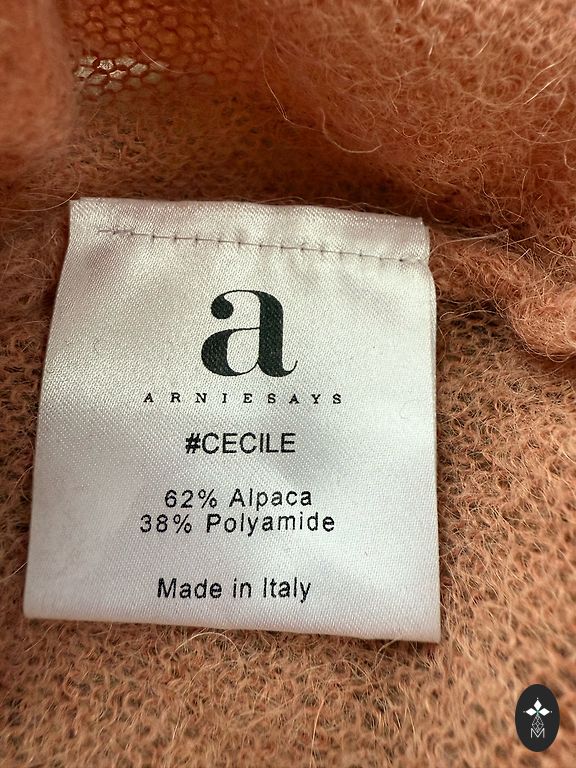 a
ARNIESAYS
#CECILE
62% Alpaca
38% Polyamide
Made in Italy
M